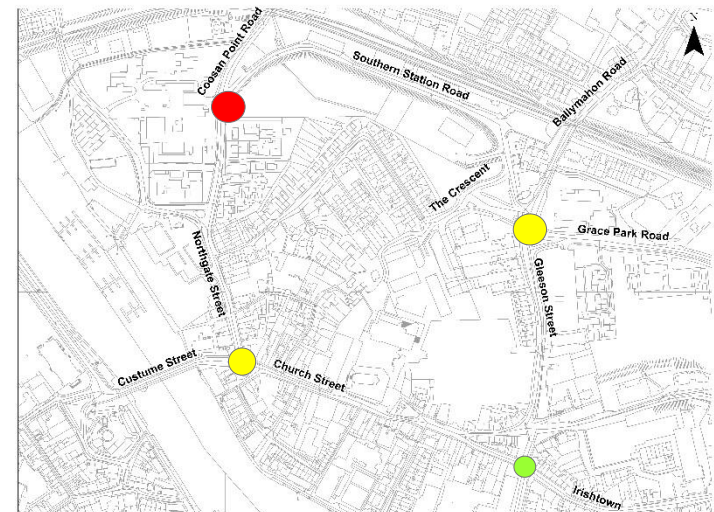 N
Coosan Point Road
Southern Station Road
Ballymahon Road
The Crescent
Grace Park Road
Northgate Street
Gleeson Street
Custume Street
Church Street
Irishtown